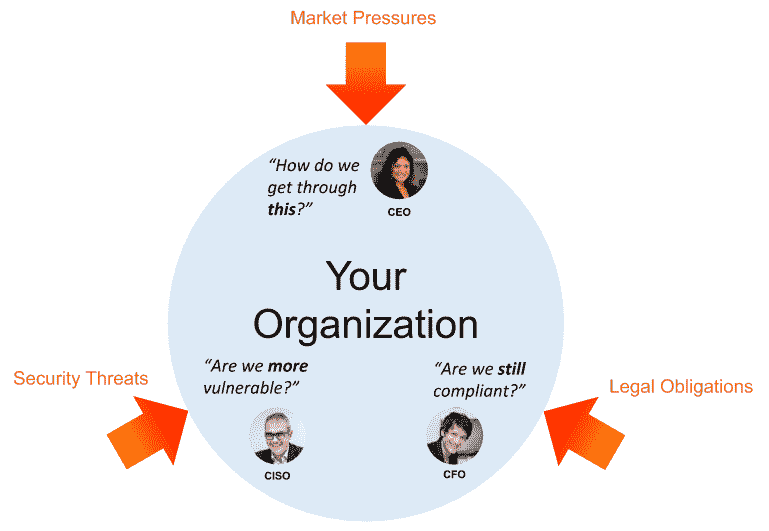 Market Pressures
“How do we
get through
this?”
CEO
Your
Organization
Security Threats
“Are we more
vulnerable?”
CISO
“Are we still
compliant?”
CFO
Legal Obligations